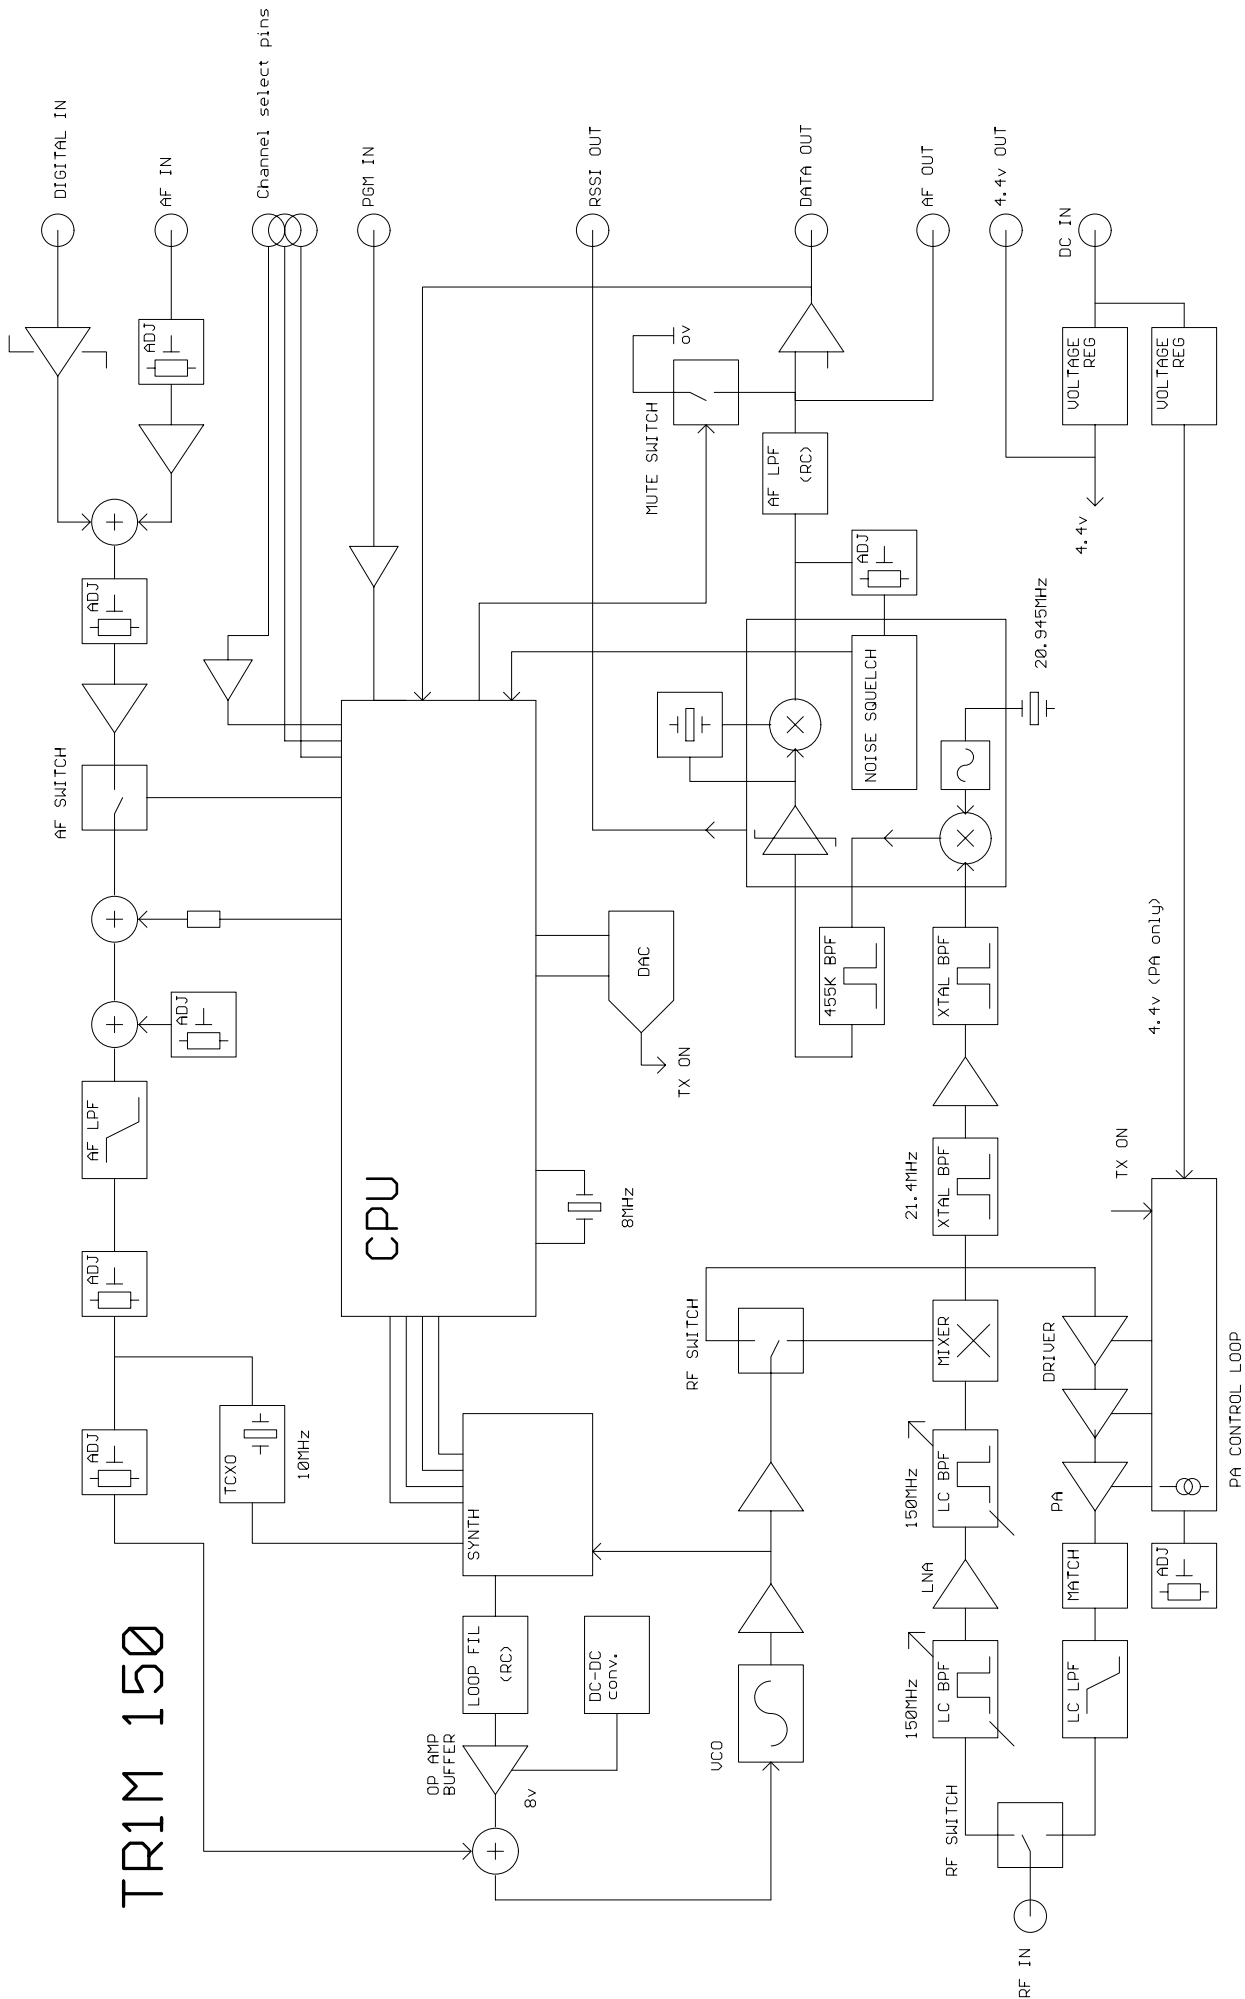 TR1M 150
DIGITAL IN
AF IN
Channel select pins
PGM IN
RSSI OUT
DATA OUT
AF OUT
4.4v OUT
DC IN
ADJ
ADJ
AF SWITCH
ADJ
AF LPF
ADJ
ADJ
TCXO
10MHz
CPU
8MHz
DAC
TX ON
SYNTH
LOOP FIL
(RC)
DC-DC
conv.
OP AMP
BUFFER
8v
VCO
RF SWITCH
MUTE SWITCH
0v
AF LPF
(RC)
ADJ
NOISE SQUELCH
20.945MHz
455K BPF
XTAL BPF
21.4MHz
XTAL BPF
MIXER
150MHz
LC BPF
LNA
150MHz
LC BPF
RF SWITCH
RF IN
LC LPF
MATCH
PA
DRIVER
ADJ
PA CONTROL LOOP
TX ON
4.4v (PA only)
4.4v
VOLTAGE
REG
VOLTAGE
REG